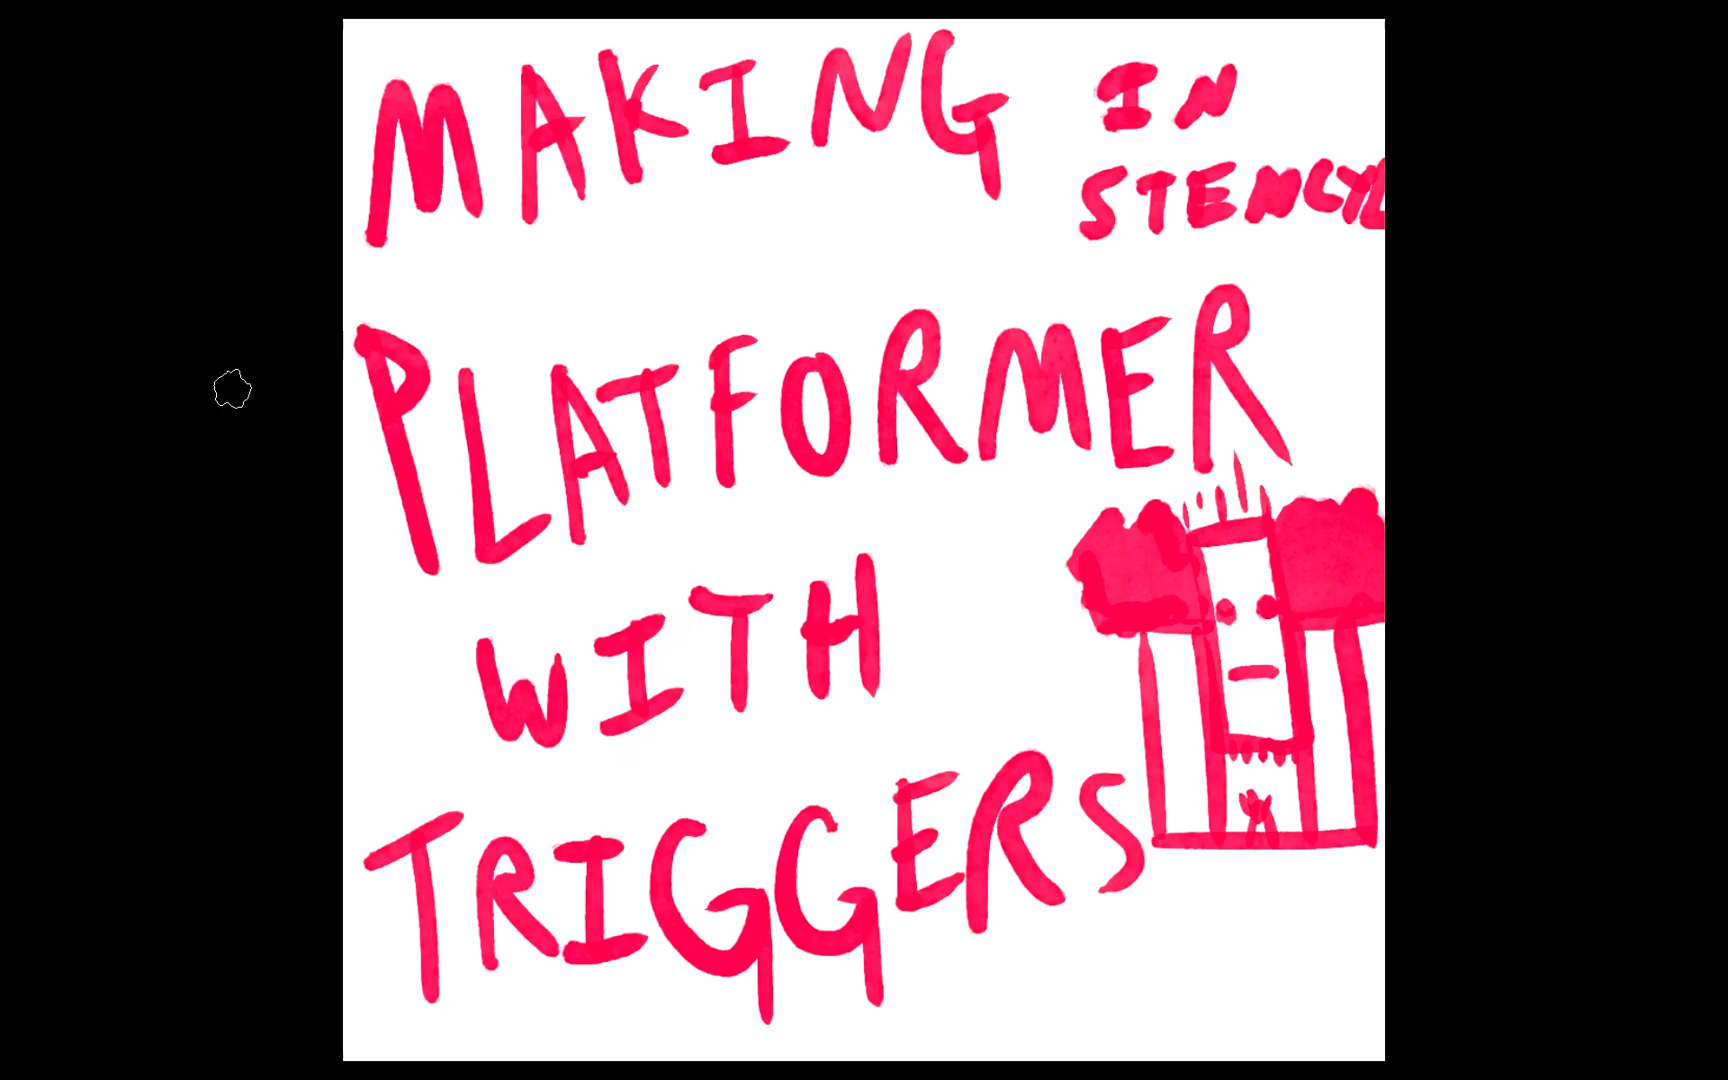 MAKING
IN
STENCYL
PLATFORMER
WITH
TRIGGERS